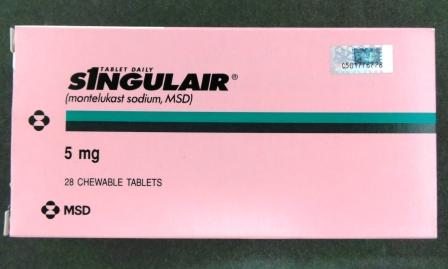 TABLET DAILY
S1NGULAIR®
(montelukast sodium, MSD)
5 mg
28 CHEWABLE TABLETS
MSD